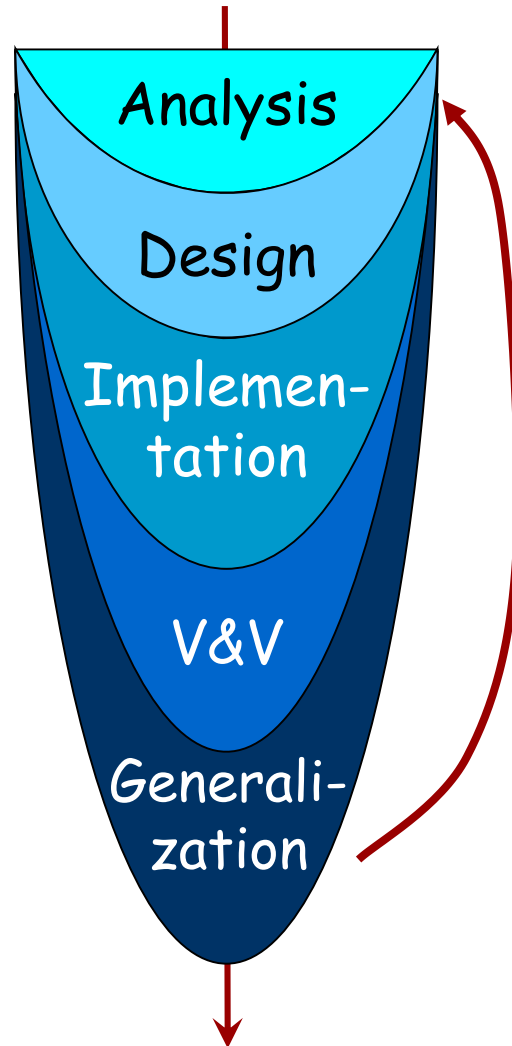 Analysis
Design
Implemen-
tation
V&V
Generali-
zation